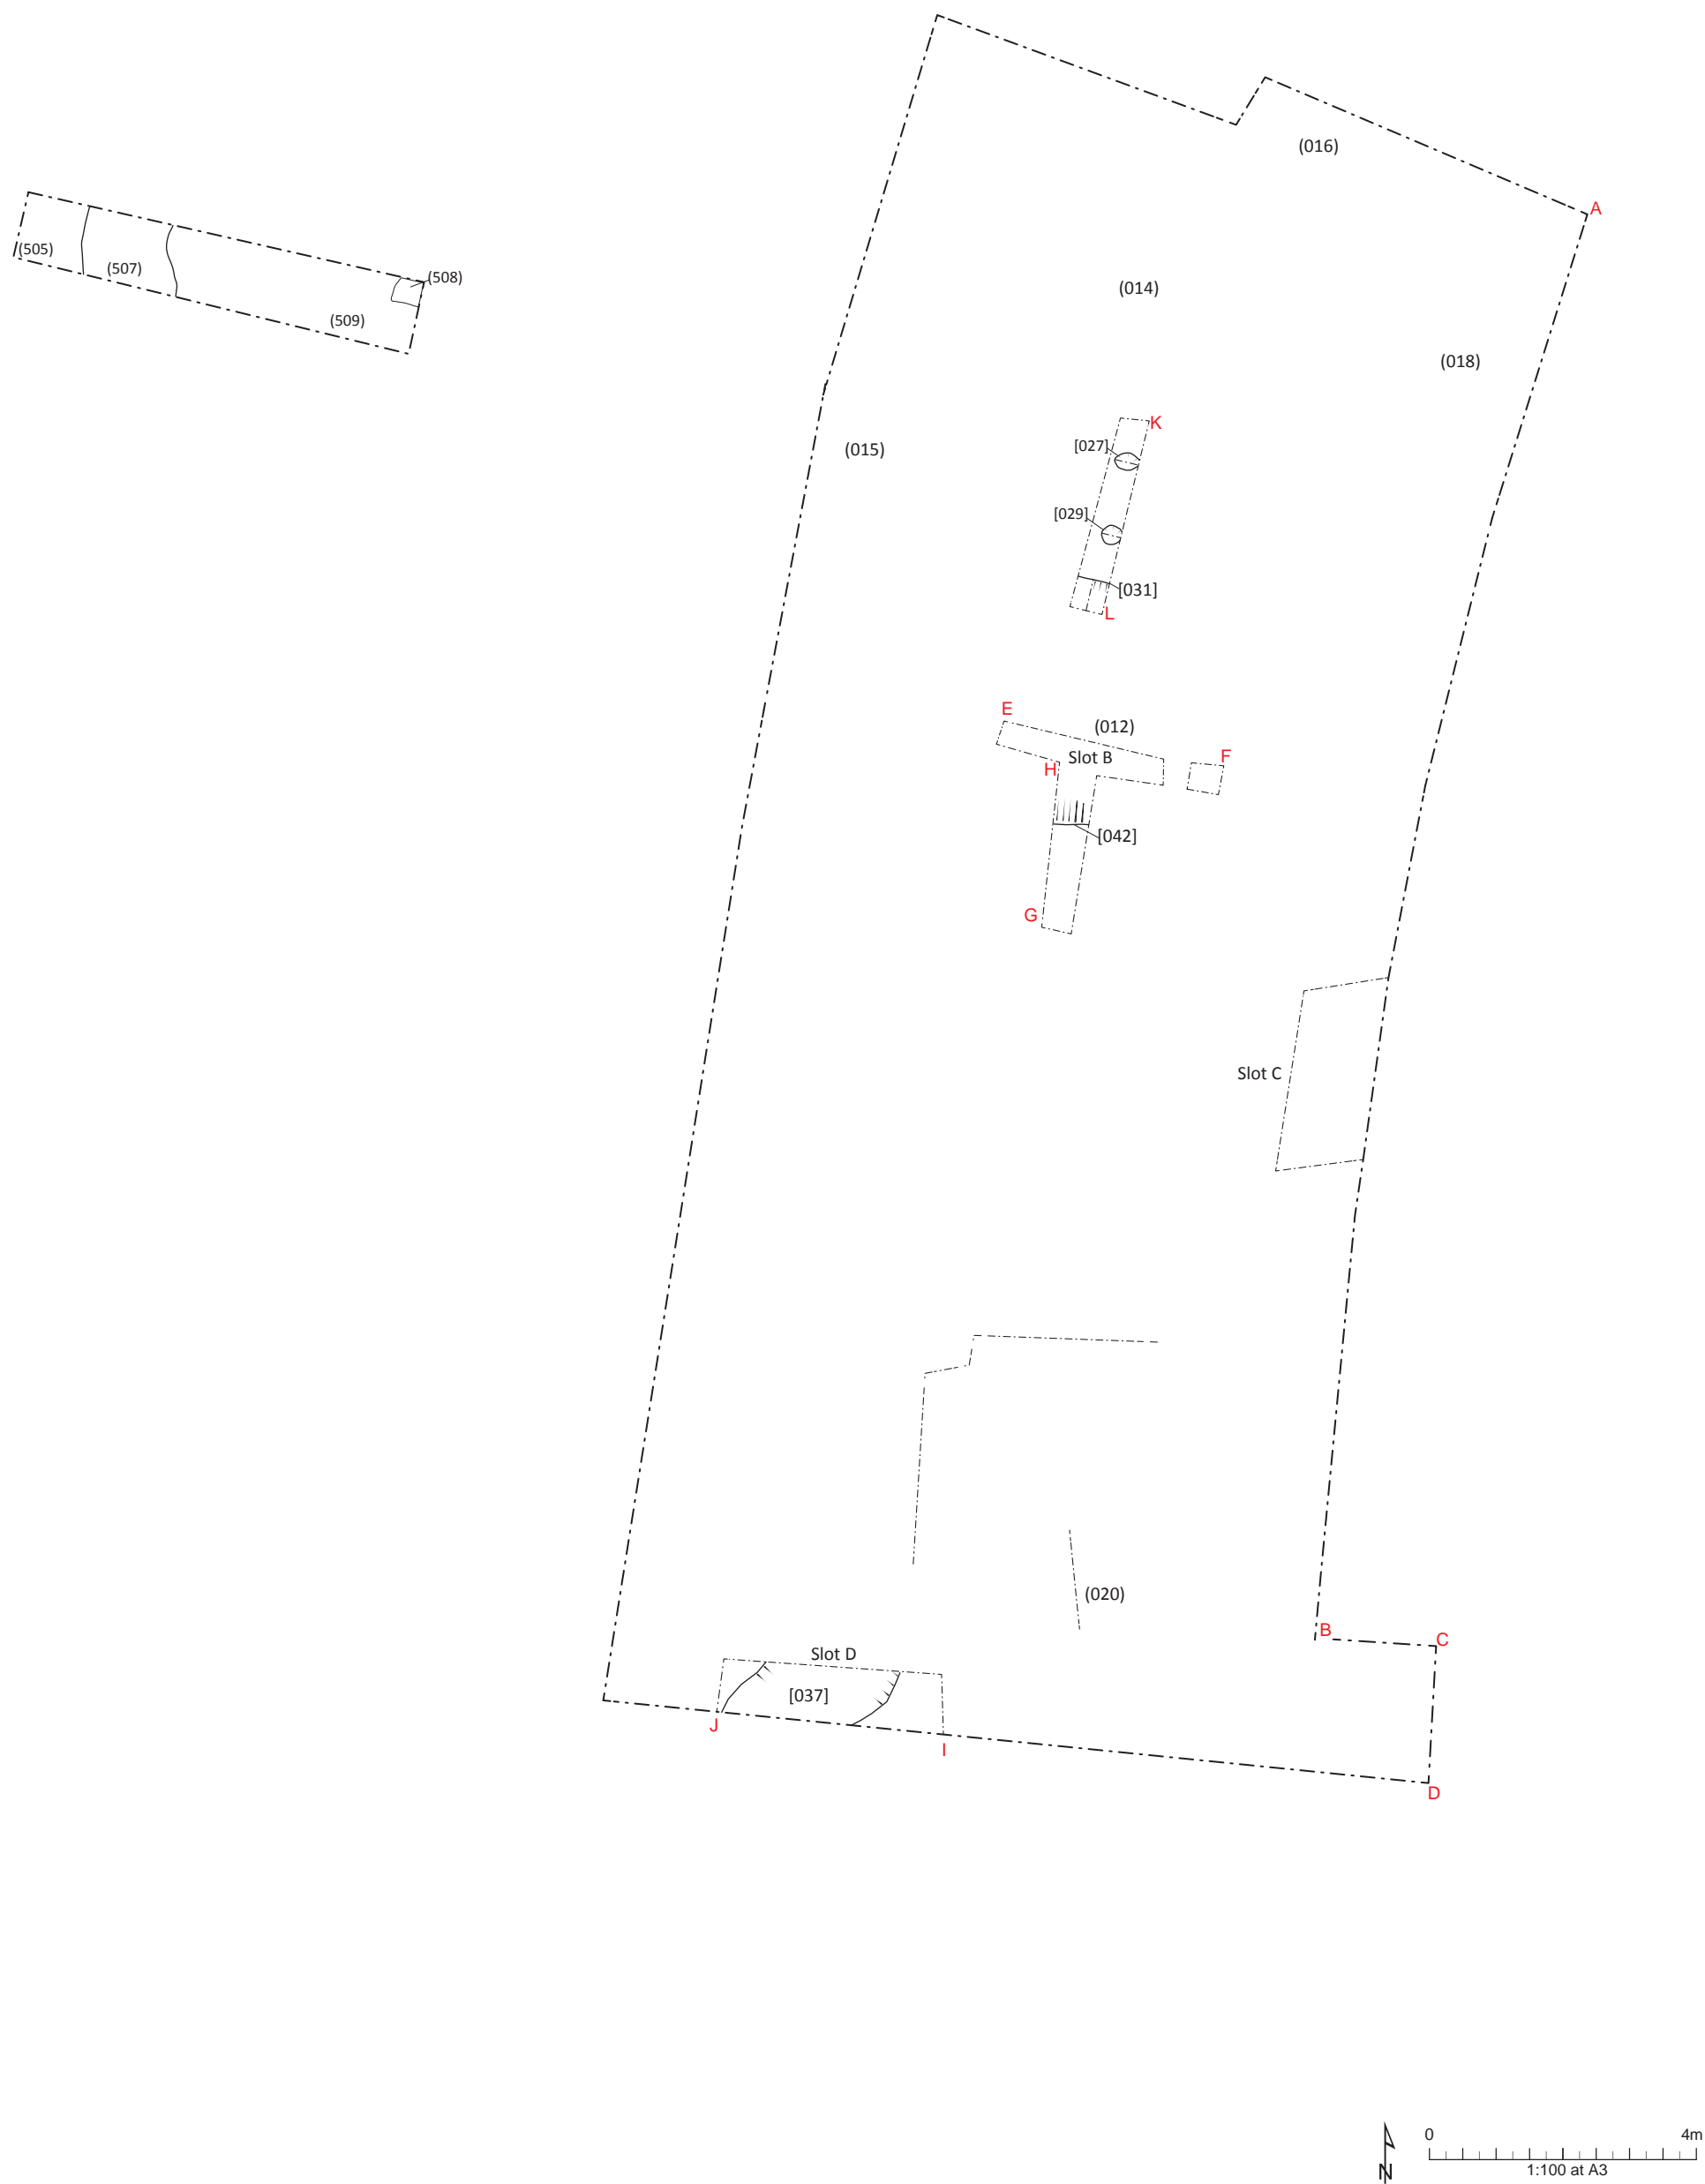 (016)
A
(505)
(507)
(508)
(509)
(014)
(018)
(015)
K
[027]
[029]
[031]
L
E
(012)
F
Slot B
H
[042]
G
Slot C
(020)
B
C
Slot D
[037]
J
I
D
0
4m
N
1:100 at A3